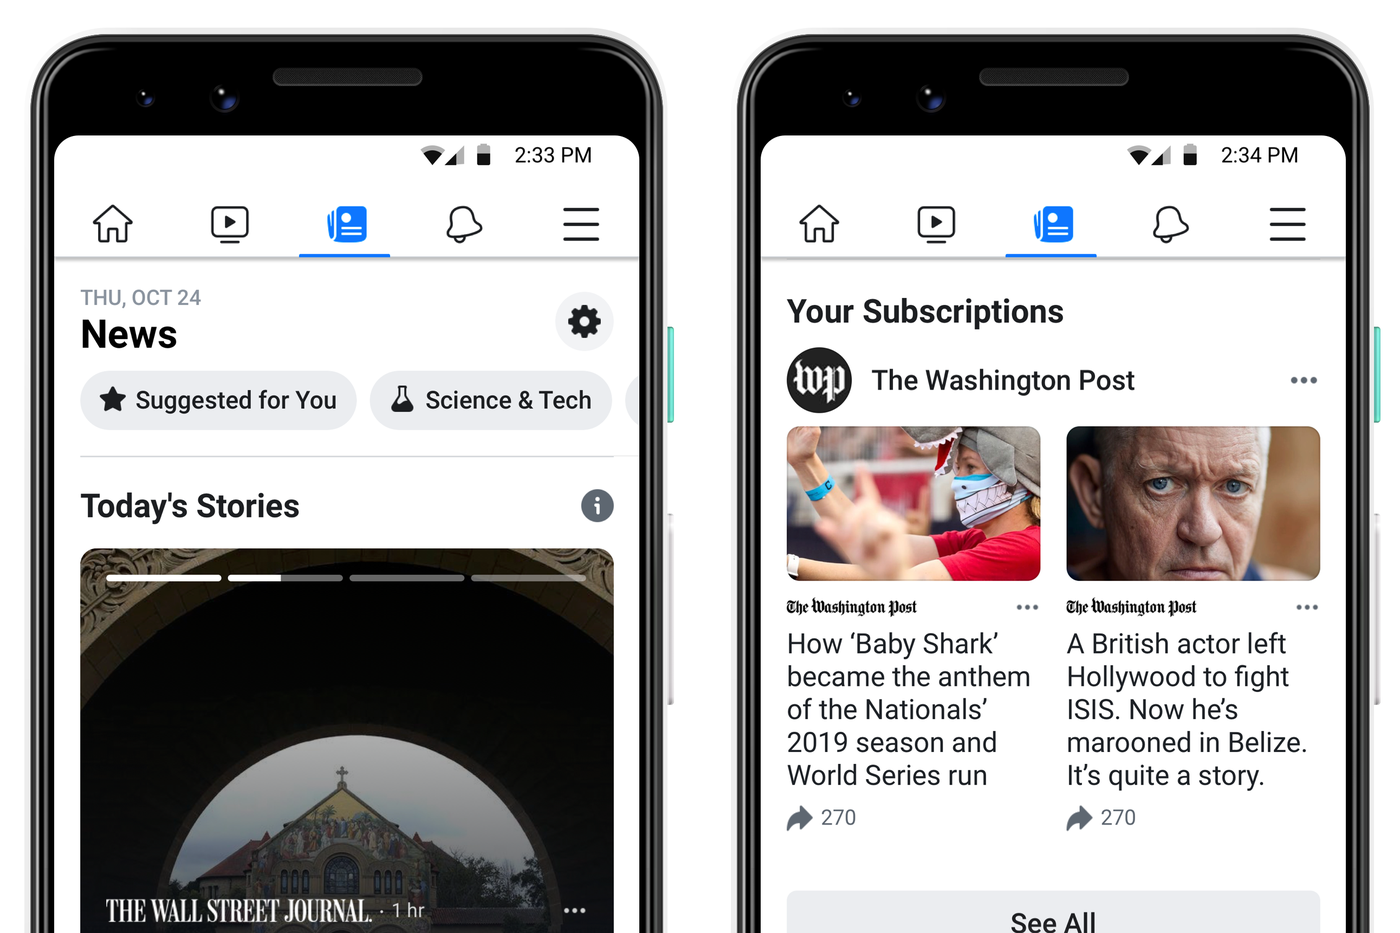 2:33 PM
THU, OCT 24
News
Suggested for You
Science & Tech
Today's Stories
THE WALL STREET JOURNAL. · 1 hr
2:34 PM
Your Subscriptions
wp The Washington Post
The Washington Post
How ‘Baby Shark’
became the anthem
of the Nationals’
2019 season and
World Series run
270
The Washington Post
A British actor left
Hollywood to fight
ISIS. Now he’s
marooned in Belize.
It’s quite a story.
270
See All